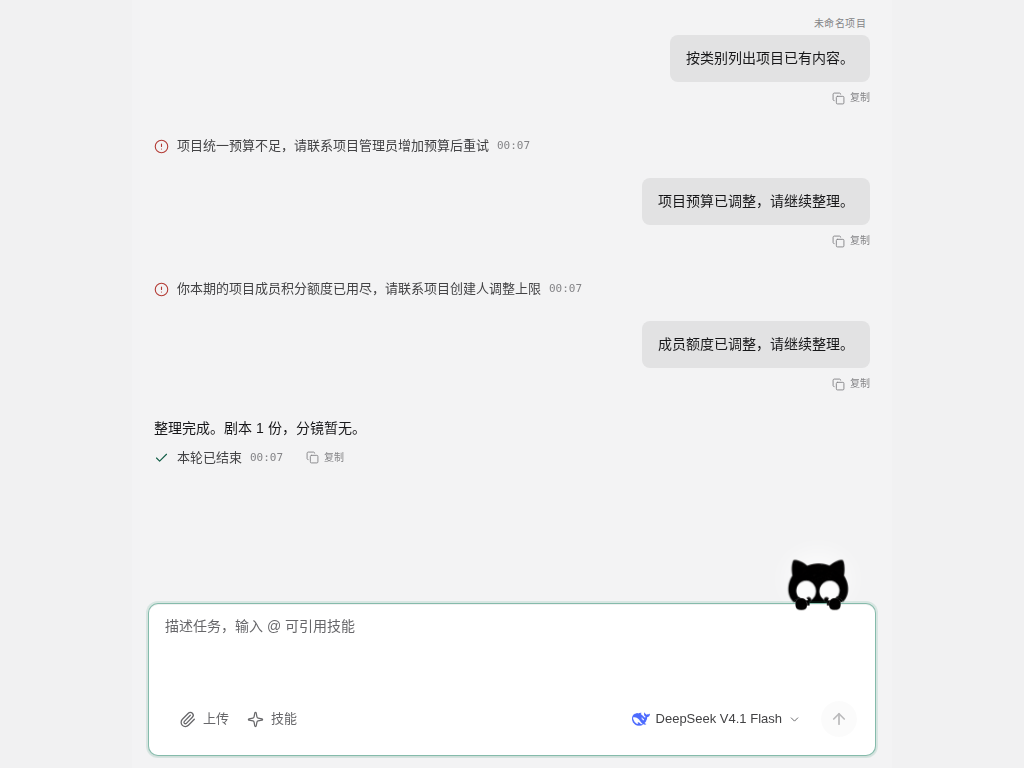 未命名项目
按类别列出项目已有内容。
复制
项目统一预算不足，请联系项目管理员增加预算后重试 00:07
项目预算已调整，请继续整理。
复制
你本期的项目成员积分额度已用尽，请联系项目创建人调整上限 00:07
成员额度已调整，请继续整理。
复制
整理完成。剧本 1 份，分镜暂无。
本轮已结束 00:07 复制
描述任务，输入 @ 可引用技能
上传 技能 DeepSeek V4.1 Flash